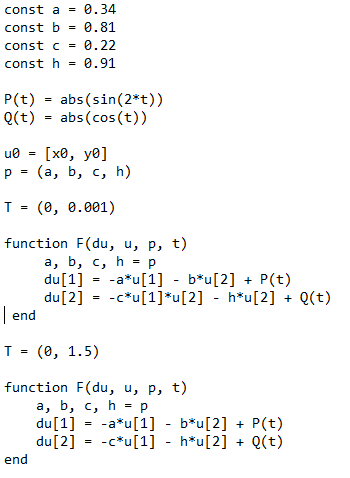 const a = 0.34
const b = 0.81
const c = 0.22
const h = 0.91
P(t) = abs(sin(2*t))
Q(t) = abs(cos(t))
u0 = [x0, y0]
p = (a, b, c, h)
T = (0, 0.001)
function F(du, u, p, t)
a, b, c, h = p
du[1] = -a*u[1] - b*u[2] + P(t)
du[2] = -c*u[1]*u[2] - h*u[2] + Q(t)
end
T = (0, 1.5)
function F(du, u, p, t)
a, b, c, h = p
du[1] = -a*u[1] - b*u[2] + P(t)
du[2] = -c*u[1] - h*u[2] + Q(t)
end